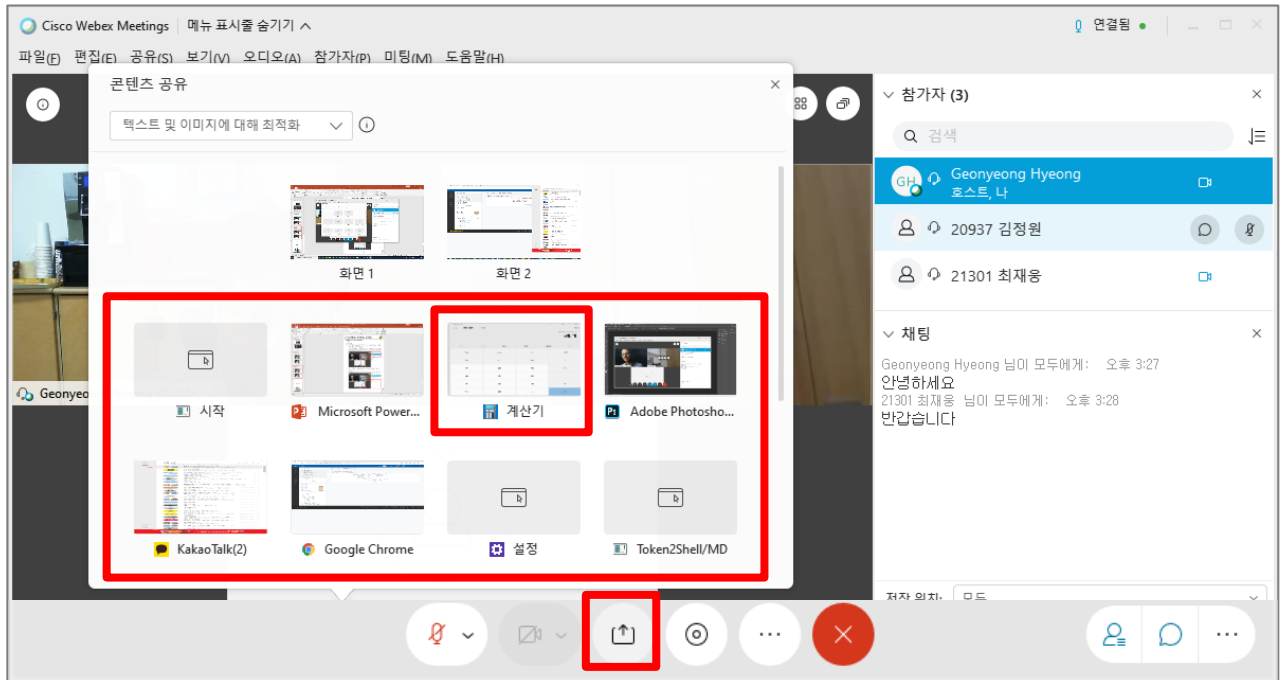 Cisco Webex Meetings 메뉴 표시줄 숨기기
연결됨
파일(F) 편집(E) 공유(S) 보기(V) 오디오(A) 참가자(P) 미팅(M) 도움말(H)
콘텐츠 공유
텍스트 및 이미지에 대해 최적화
화면 1
화면 2
시작
Microsoft Power...
계산기
Adobe Photosho...
KakaoTalk(2)
Google Chrome
설정
Token2Shell/MD
Geonyeo
참가자 (3)
검색
GH
Geonyeong Hyeong
호스트, 나
20937 김정원
21301 최재웅
채팅
Geonyeong Hyeong 님이 모두에게: 오후 3:27
안녕하세요
21301 최재웅 님이 모두에게: 오후 3:28
반갑습니다